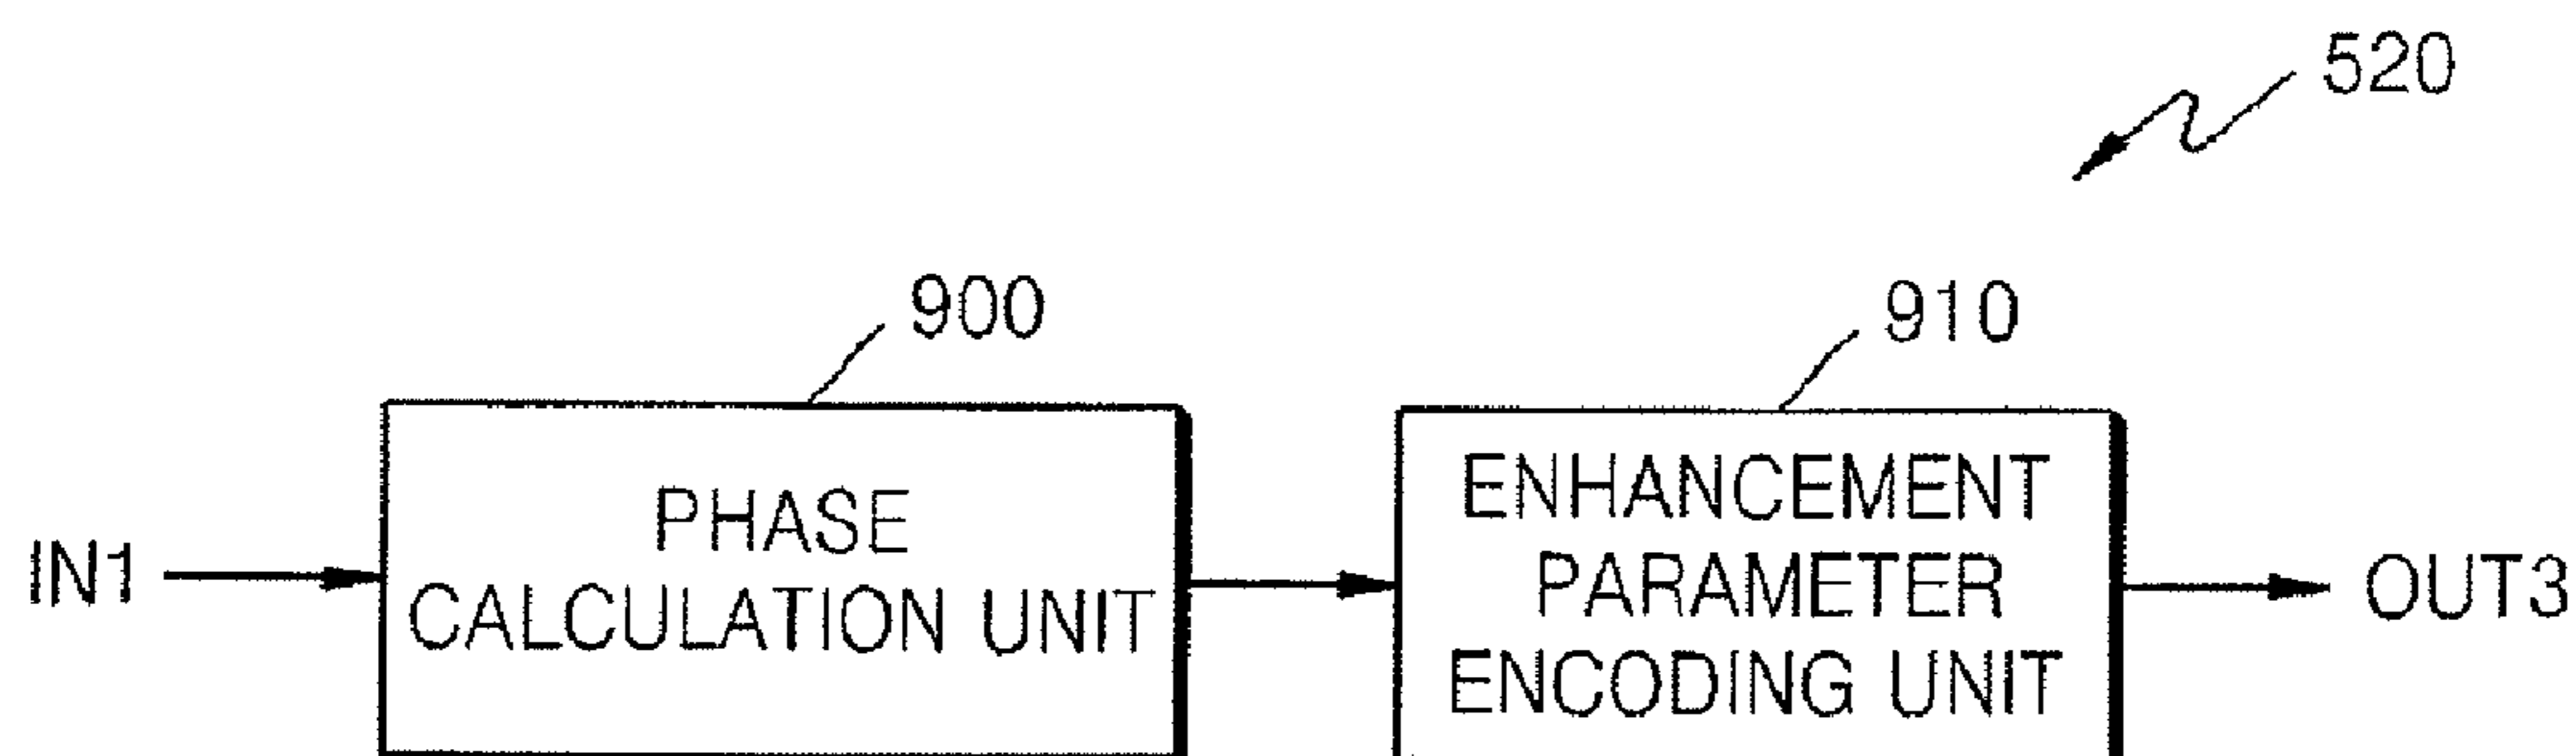 520
900
910
IN1
PHASE
CALCULATION UNIT
ENHANCEMENT
PARAMETER
ENCODING UNIT
OUT3